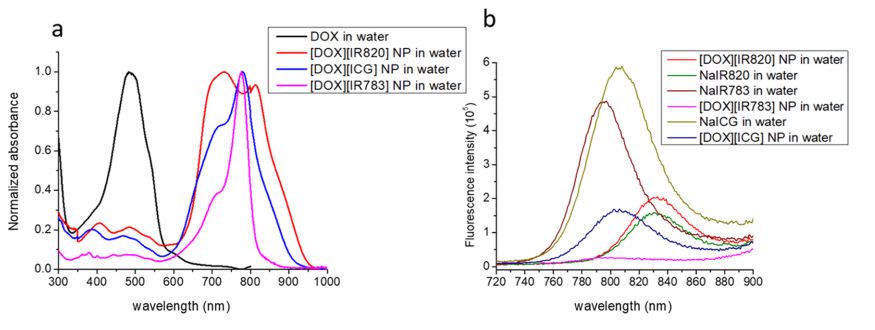 a
DOX in water
[DOX][IR820] NP in water
[DOX][ICG] NP in water
[DOX][IR783] NP in water
Normalized absorbance
1.0
0.8
0.6
0.4
0.2
0.0
300 400 500 600 700 800 900 1000
wavelength (nm)
b
[DOX][IR820] NP in water
NaIR820 in water
NaIR783 in water
[DOX][IR783] NP in water
NaICG in water
[DOX][ICG] NP in water
Fluorescence intensity (10⁵)
6
5
4
3
2
1
0
720 740 760 780 800 820 840 860 880 900
wavelength (nm)